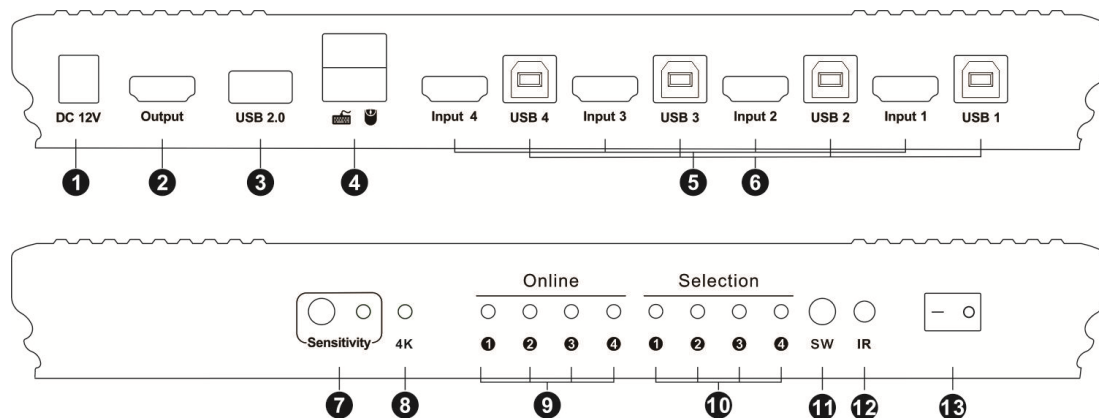 DC 12V Output USB 2.0 Input 4 USB 4 Input 3 USB 3 Input 2 USB 2 Input 1 USB 1
1 2 3 4 5 6
Online Selection
Sensitivity 4K 1 2 3 4 1 2 3 4 SW IR
7 8 9 10 11 12 13